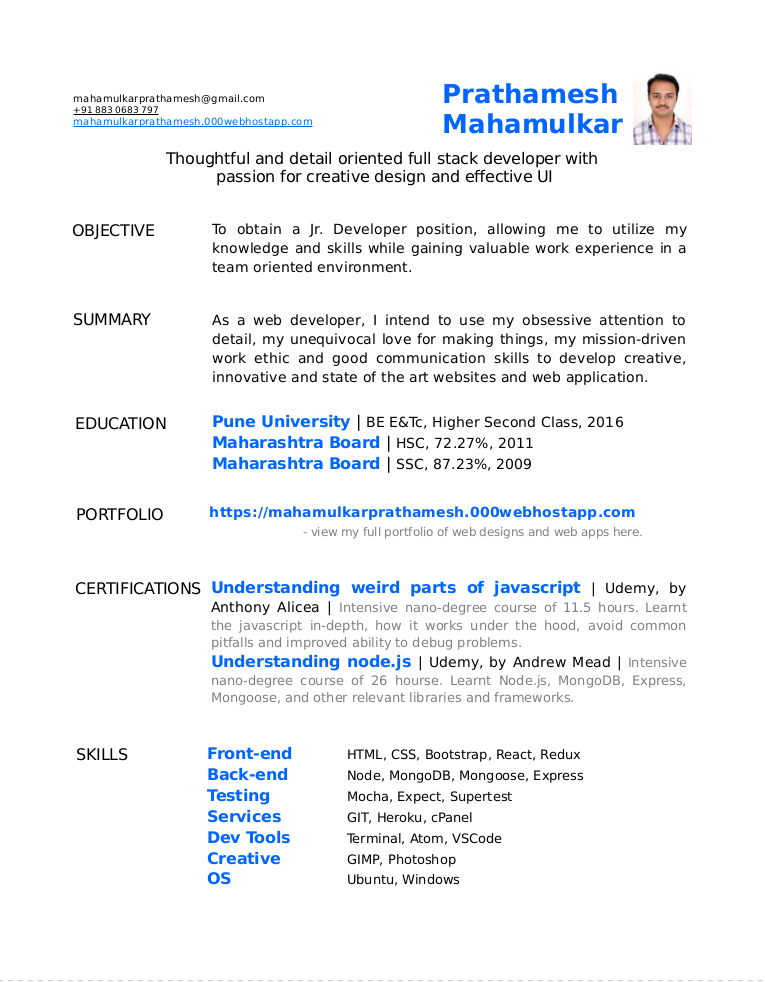 mahamulkarprathamesh@gmail.com
+91 883 0683 797
mahamulkarprathamesh.000webhostapp.com
Prathamesh
Mahamulkar
Thoughtful and detail oriented full stack developer with
passion for creative design and effective UI
OBJECTIVE
To obtain a Jr. Developer position, allowing me to utilize my
knowledge and skills while gaining valuable work experience in a
team oriented environment.
SUMMARY
As a web developer, I intend to use my obsessive attention to
detail, my unequivocal love for making things, my mission-driven
work ethic and good communication skills to develop creative,
innovative and state of the art websites and web application.
EDUCATION
Pune University | BE E&Tc, Higher Second Class, 2016
Maharashtra Board | HSC, 72.27%, 2011
Maharashtra Board | SSC, 87.23%, 2009
PORTFOLIO
https://mahamulkarprathamesh.000webhostapp.com
- view my full portfolio of web designs and web apps here.
CERTIFICATIONS
Understanding weird parts of javascript | Udemy, by
Anthony Alicea | Intensive nano-degree course of 11.5 hours. Learnt
the javascript in-depth, how it works under the hood, avoid common
pitfalls and improved ability to debug problems.
Understanding node.js | Udemy, by Andrew Mead | Intensive
nano-degree course of 26 hourse. Learnt Node.js, MongoDB, Express,
Mongoose, and other relevant libraries and frameworks.
SKILLS
Front-end HTML, CSS, Bootstrap, React, Redux
Back-end Node, MongoDB, Mongoose, Express
Testing Mocha, Expect, Supertest
Services GIT, Heroku, cPanel
Dev Tools Terminal, Atom, VSCode
Creative GIMP, Photoshop
OS Ubuntu, Windows